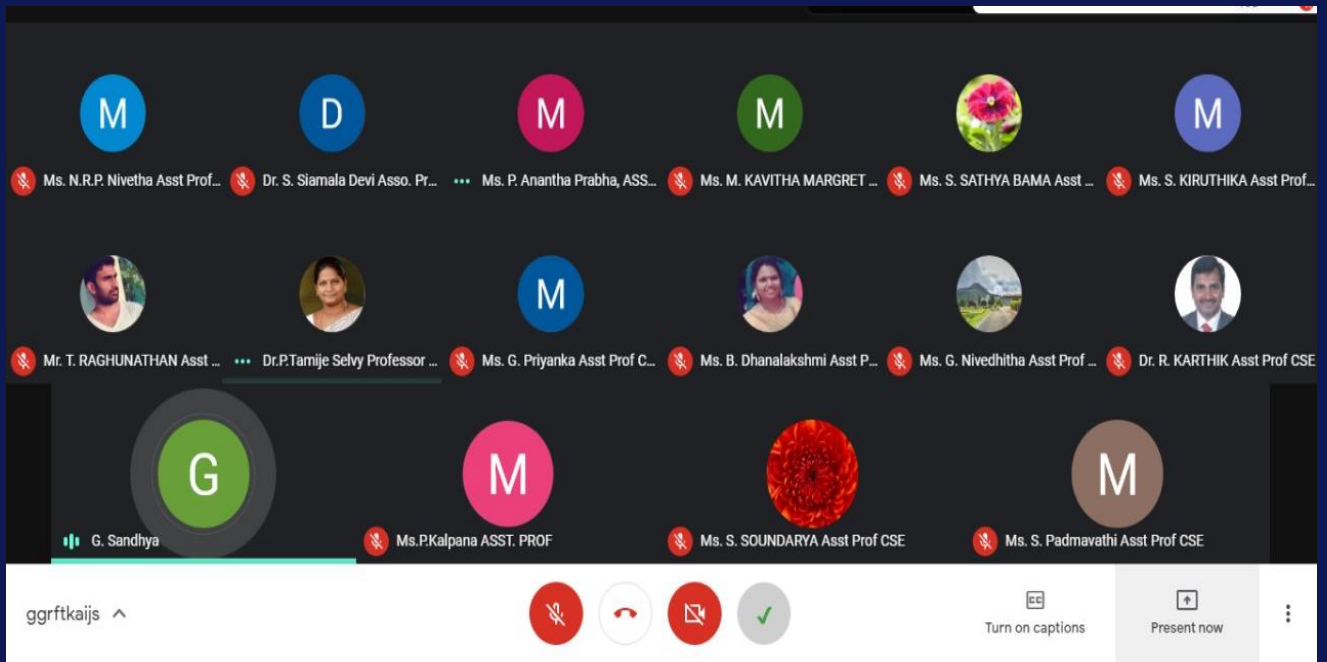 M D M M M
Ms. N.R.P. Nivetha Asst Prof... Dr. S. Siamala Devi Asso. Pr... Ms. P. Anantha Prabha, ASS... Ms. M. KAVITHA MARGRET ... Ms. S. SATHYA BAMA Asst ... Ms. S. KIRUTHIKA Asst Prof...
M
Mr. T. RAGHUNATHAN Asst ... Dr.P.Tamije Selvy Professor ... Ms. G. Priyanka Asst Prof C... Ms. B. Dhanalakshmi Asst P... Ms. G. Nivedhitha Asst Prof ... Dr. R. KARTHIK Asst Prof CSE
G M M
G. Sandhya Ms.P.Kalpana ASST. PROF Ms. S. SOUNDARYA Asst Prof CSE Ms. S. Padmavathi Asst Prof CSE
ggrftkaijs CC
Turn on captions Present now